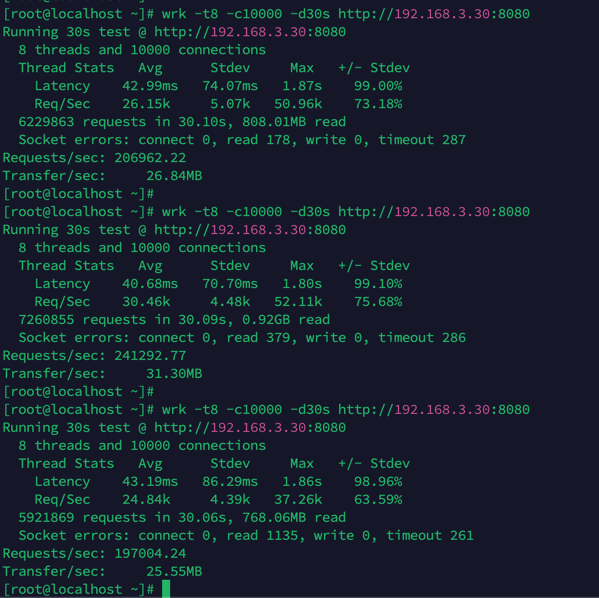 [root@localhost ~]# wrk -t8 -c10000 -d30s http://192.168.3.30:8080
Running 30s test @ http://192.168.3.30:8080
  8 threads and 10000 connections
  Thread Stats   Avg      Stdev     Max   +/- Stdev
    Latency    42.99ms   74.07ms   1.87s    99.00%
    Req/Sec    26.15k     5.07k   50.96k    73.18%
  6229863 requests in 30.10s, 808.01MB read
  Socket errors: connect 0, read 178, write 0, timeout 287
Requests/sec: 206962.22
Transfer/sec:     26.84MB
[root@localhost ~]#
[root@localhost ~]# wrk -t8 -c10000 -d30s http://192.168.3.30:8080
Running 30s test @ http://192.168.3.30:8080
  8 threads and 10000 connections
  Thread Stats   Avg      Stdev     Max   +/- Stdev
    Latency    40.68ms   70.70ms   1.80s    99.10%
    Req/Sec    30.46k     4.48k   52.11k    75.68%
  7260855 requests in 30.09s, 0.92GB read
  Socket errors: connect 0, read 379, write 0, timeout 286
Requests/sec: 241292.77
Transfer/sec:     31.30MB
[root@localhost ~]#
[root@localhost ~]# wrk -t8 -c10000 -d30s http://192.168.3.30:8080
Running 30s test @ http://192.168.3.30:8080
  8 threads and 10000 connections
  Thread Stats   Avg      Stdev     Max   +/- Stdev
    Latency    43.19ms   86.29ms   1.86s    98.96%
    Req/Sec    24.84k     4.39k   37.26k    63.59%
  5921869 requests in 30.06s, 768.06MB read
  Socket errors: connect 0, read 1135, write 0, timeout 261
Requests/sec: 197004.24
Transfer/sec:     25.55MB
[root@localhost ~]#